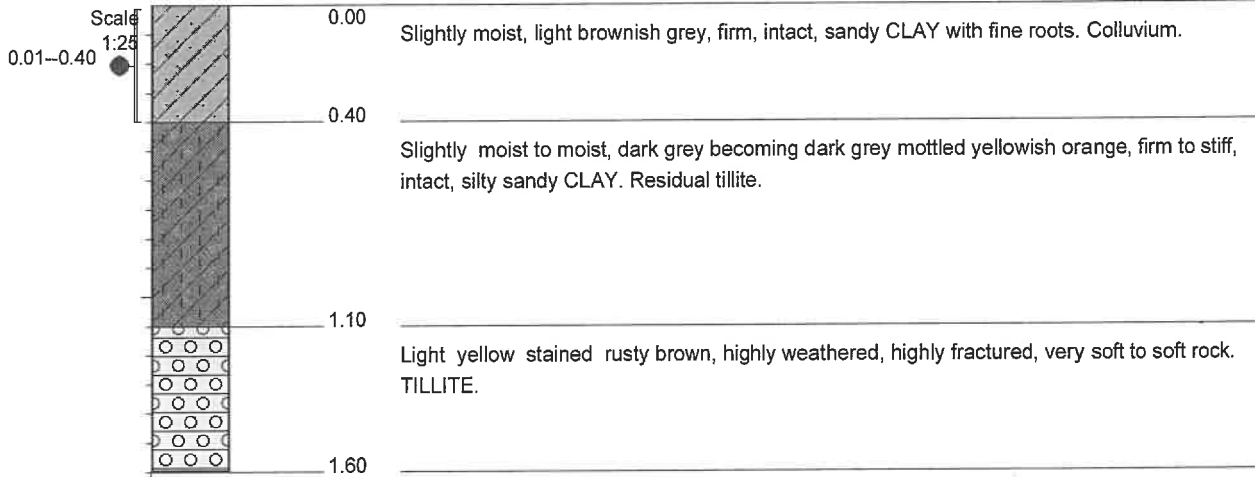 Scale
1:25
0.01--0.40
0.00
Slightly moist, light brownish grey, firm, intact, sandy CLAY with fine roots. Colluvium.
0.40
Slightly moist to moist, dark grey becoming dark grey mottled yellowish orange, firm to stiff,
intact, silty sandy CLAY. Residual tillite.
1.10
Light yellow stained rusty brown, highly weathered, highly fractured, very soft to soft rock.
TILLITE.
1.60